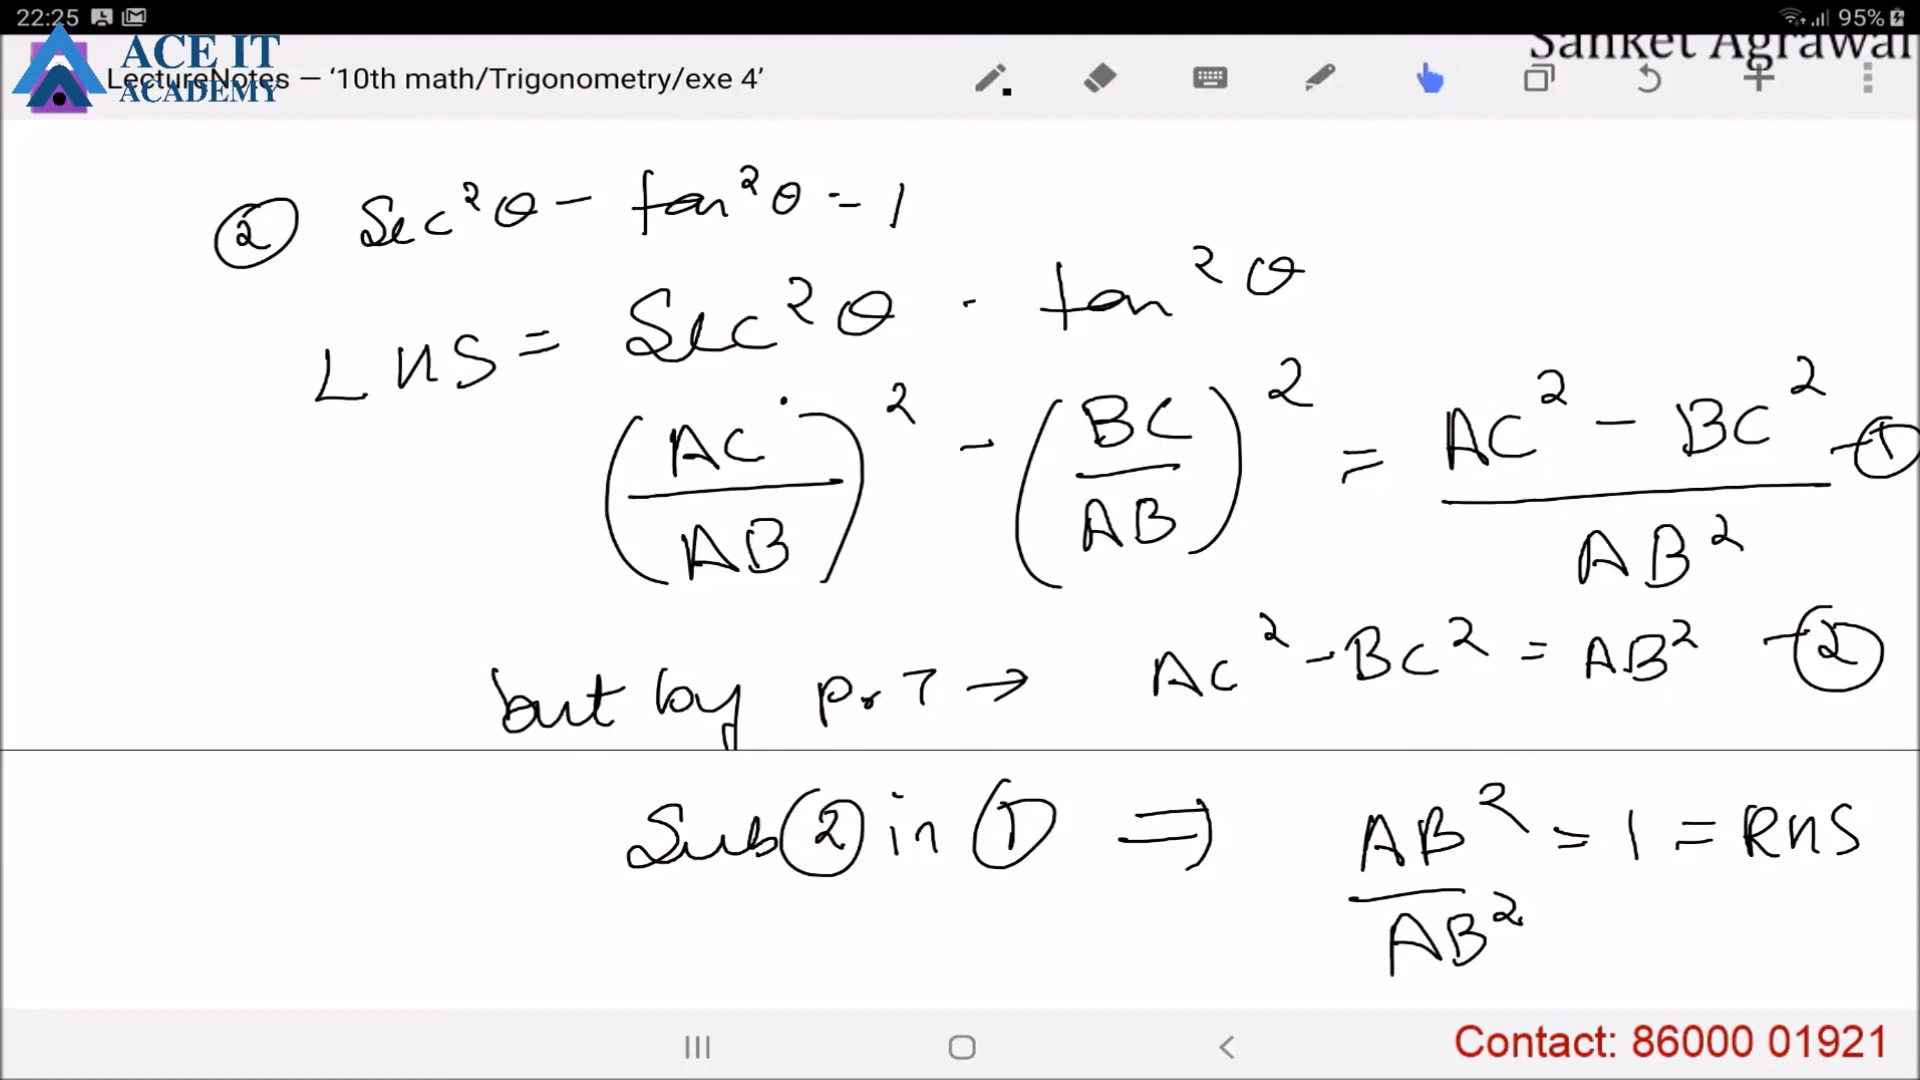 22:25 95%
ACE IT
ACADEMY
Sanket Agrawal
LectureNotes — ‘10th math/Trigonometry/exe 4’
② Sec²θ - tan²θ = 1
LHS = Sec²θ - tan²θ
(AC/AB)² - (BC/AB)² = (AC² - BC²)/AB² - ①
but by P.T → AC² - BC² = AB² - ②
Sub ② in ① ⇒ AB²/AB² = 1 = RHS
Contact: 86000 01921